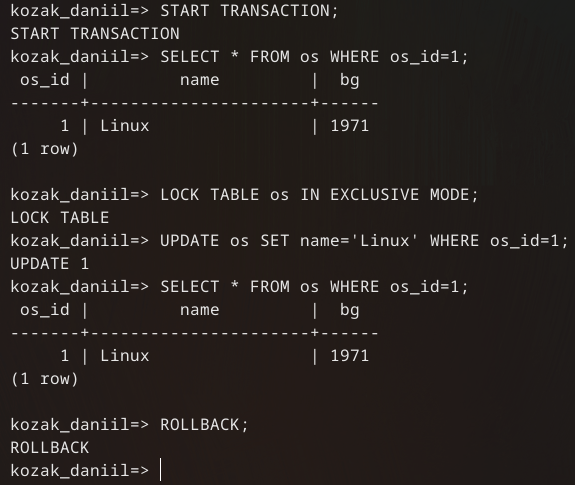 kozak_daniil=> START TRANSACTION;
START TRANSACTION
kozak_daniil=> SELECT * FROM os WHERE os_id=1;
 os_id |         name         |  bg
-------+----------------------+------
     1 | Linux                | 1971
(1 row)

kozak_daniil=> LOCK TABLE os IN EXCLUSIVE MODE;
LOCK TABLE
kozak_daniil=> UPDATE os SET name='Linux' WHERE os_id=1;
UPDATE 1
kozak_daniil=> SELECT * FROM os WHERE os_id=1;
 os_id |         name         |  bg
-------+----------------------+------
     1 | Linux                | 1971
(1 row)

kozak_daniil=> ROLLBACK;
ROLLBACK
kozak_daniil=>